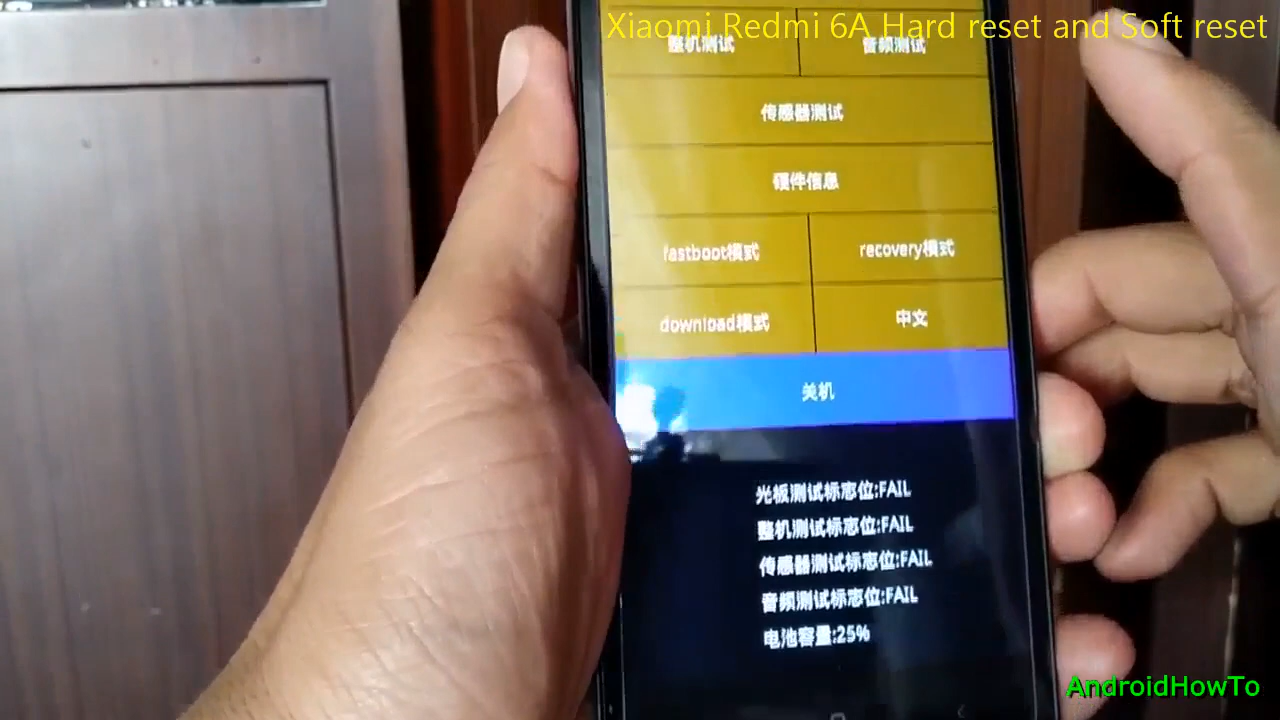 Xiaomi Redmi 6A Hard reset and Soft reset
整机测试 音频测试
传感器测试
硬件信息
fastboot模式 recovery模式
download模式 中文
关机
光板测试标志位:FAIL
整机测试标志位:FAIL
传感器测试标志位:FAIL
音频测试标志位:FAIL
电池容量:25%
AndroidHowTo